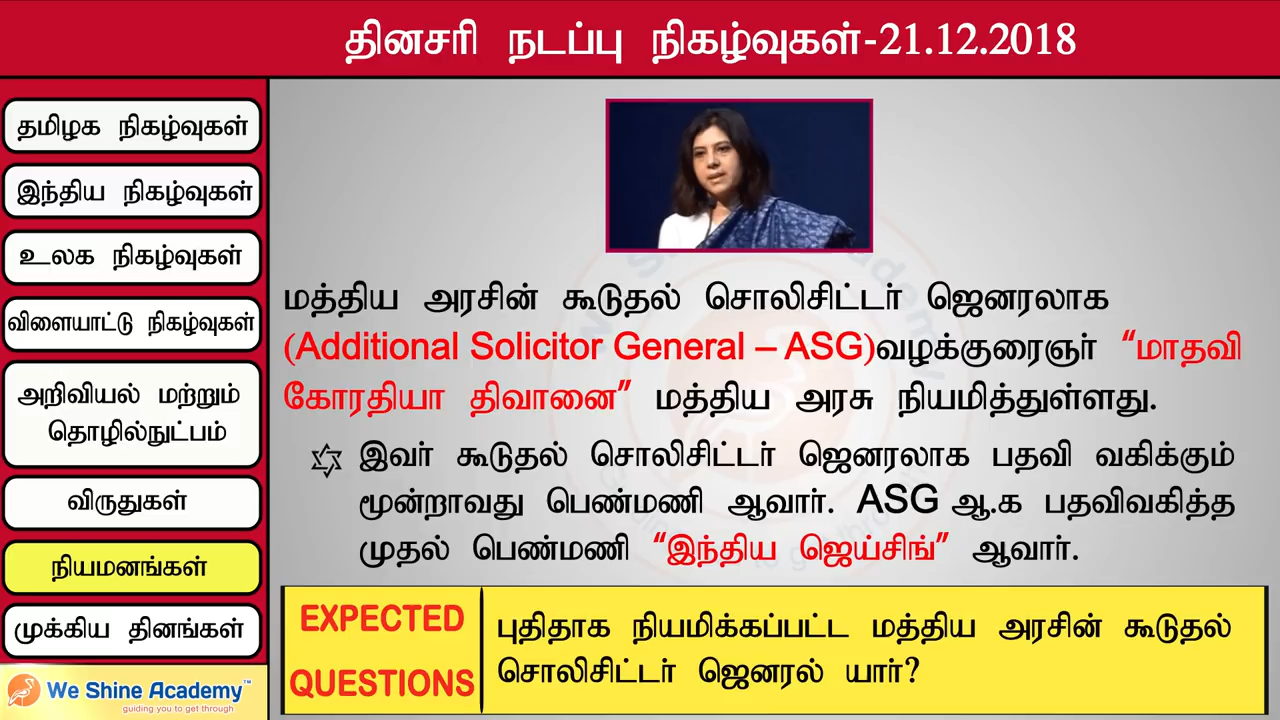 தினசரி நடப்பு நிகழ்வுகள்-21.12.2018
தமிழக நிகழ்வுகள்
இந்திய நிகழ்வுகள்
உலக நிகழ்வுகள்
விளையாட்டு நிகழ்வுகள்
அறிவியல் மற்றும்
தொழில்நுட்பம்
விருதுகள்
நியமனங்கள்
முக்கிய தினங்கள்
We Shine Academy™
guiding you to get through
மத்திய அரசின் கூடுதல் சொலிசிட்டர் ஜெனரலாக
(Additional Solicitor General – ASG)வழக்குரைஞர் “மாதவி
கோரதியா திவானை” மத்திய அரசு நியமித்துள்ளது.
இவர் கூடுதல் சொலிசிட்டர் ஜெனரலாக பதவி வகிக்கும்
மூன்றாவது பெண்மணி ஆவார். ASG ஆ.க பதவிவகித்த
முதல் பெண்மணி “இந்திய ஜெய்சிங்” ஆவார்.
EXPECTED
QUESTIONS
புதிதாக நியமிக்கப்பட்ட மத்திய அரசின் கூடுதல்
சொலிசிட்டர் ஜெனரல் யார்?